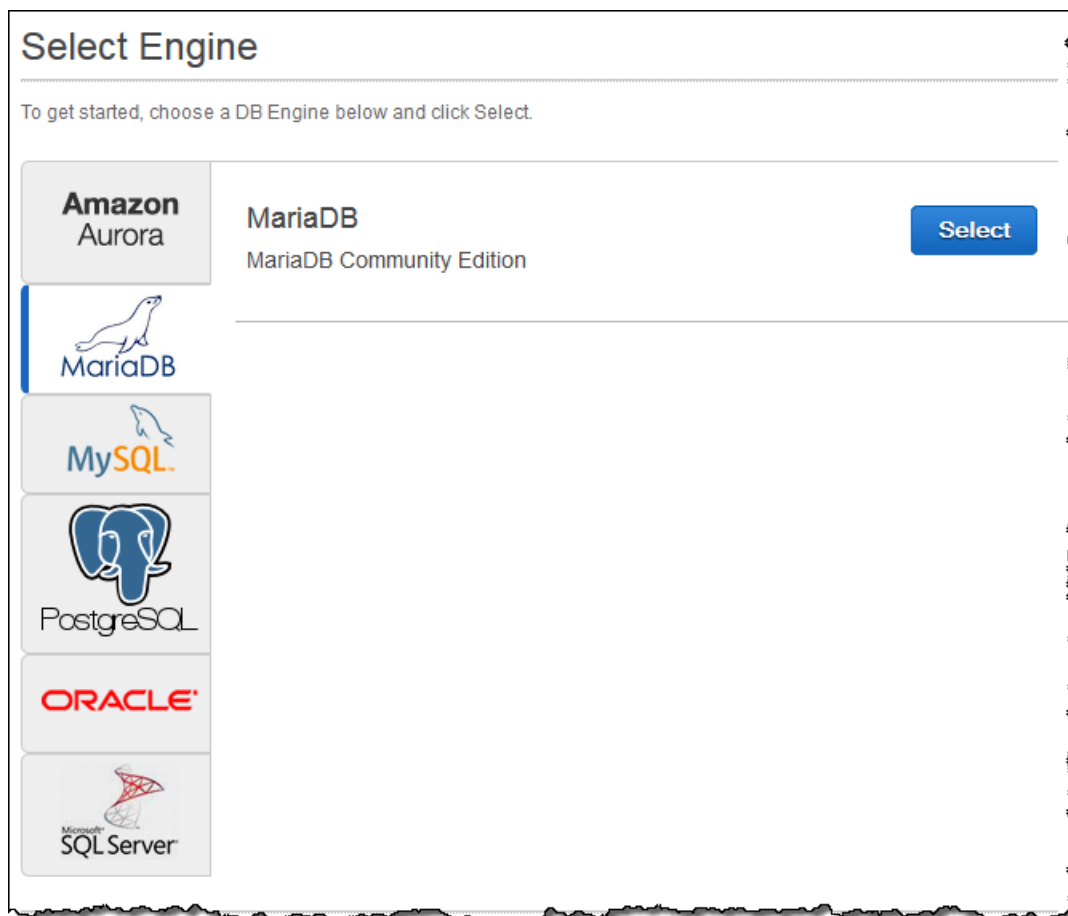 Select Engine
To get started, choose a DB Engine below and click Select.
Amazon
Aurora
MariaDB
MariaDB Community Edition
Select
MariaDB
MySQL™
PostgreSQL
ORACLE®
Microsoft®
SQL Server®